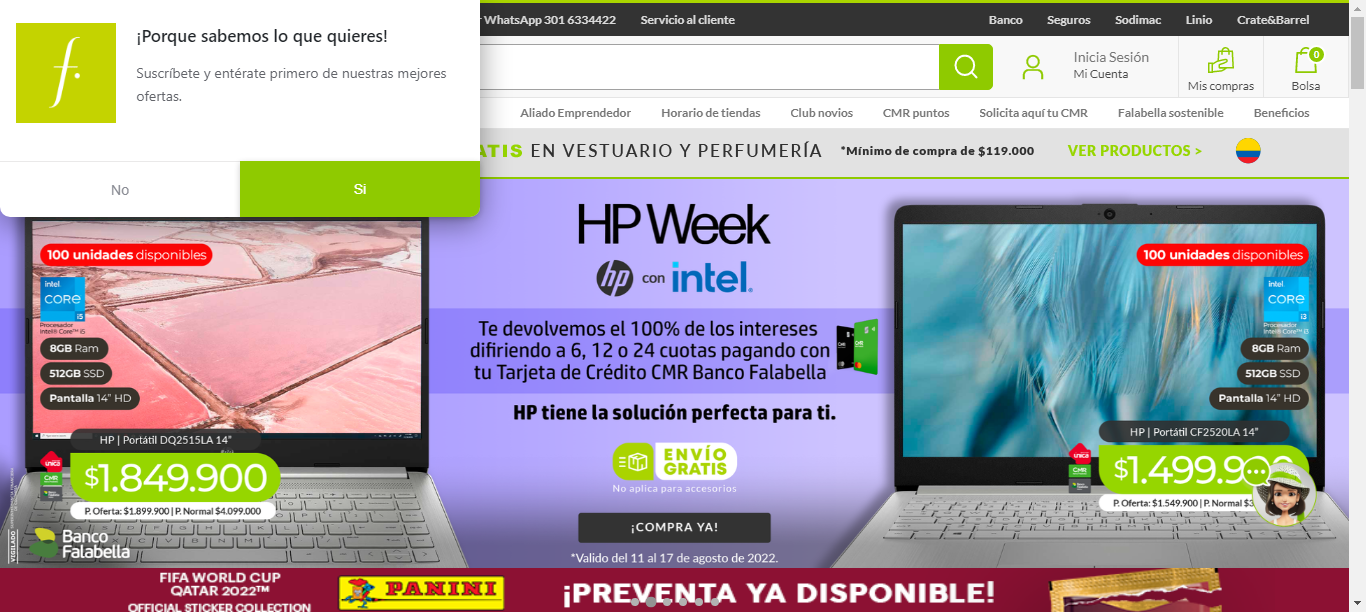 ¡Porque sabemos lo que quieres!
Suscríbete y entérate primero de nuestras mejores
ofertas.
No
Si
WhatsApp 301 6334422
Servicio al cliente
Banco
Seguros
Sodimac
Linio
Crate&Barrel
Inicia Sesión
Mi Cuenta
Mis compras
0
Bolsa
Aliado Emprendedor
Horario de tiendas
Club novios
CMR puntos
Solicita aquí tu CMR
Falabella sostenible
Beneficios
EN VESTUARIO Y PERFUMERÍA
*Mínimo de compra de $119.000
VER PRODUCTOS >
100 unidades disponibles
intel
CORE
i5
Procesador
Intel® Core™ i5
8GB Ram
512GB SSD
Pantalla 14” HD
HP | Portátil DQ2515LA 14”
única
CMR
$1.849.900
P. Oferta: $1.899.900 | P. Normal $4.099.000
VIGILADO
Banco
Falabella
HP Week
hp con intel.
Te devolvemos el 100% de los intereses
difiriendo a 6, 12 o 24 cuotas pagando con
tu Tarjeta de Crédito CMR Banco Falabella
HP tiene la solución perfecta para ti.
ENVÍO
GRATIS
No aplica para accesorios
¡COMPRA YA!
*Valido del 11 al 17 de agosto de 2022.
100 unidades disponibles
intel
CORE
i3
Procesador
Intel® Core™ i3
8GB Ram
512GB SSD
Pantalla 14” HD
HP | Portátil CF2520LA 14”
única
CMR
$1.499.900
P. Oferta: $1.549.900 | P. Normal
FIFA WORLD CUP
QATAR 2022™
OFFICIAL STICKER COLLECTION
PANINI
¡PREVENTA YA DISPONIBLE!